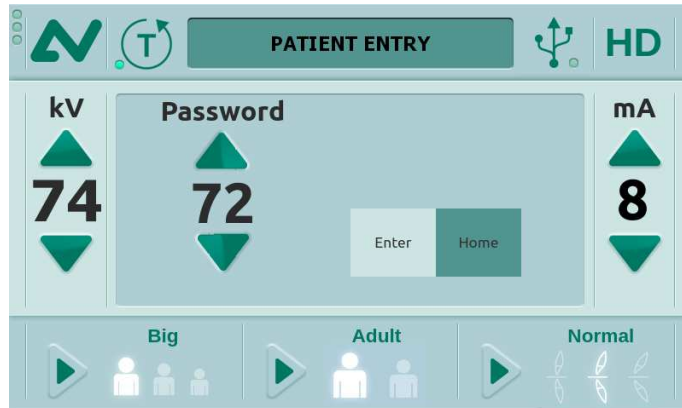 T
PATIENT ENTRY
HD
kV
Password
mA
74
72
8
Enter
Home
Big
Adult
Normal